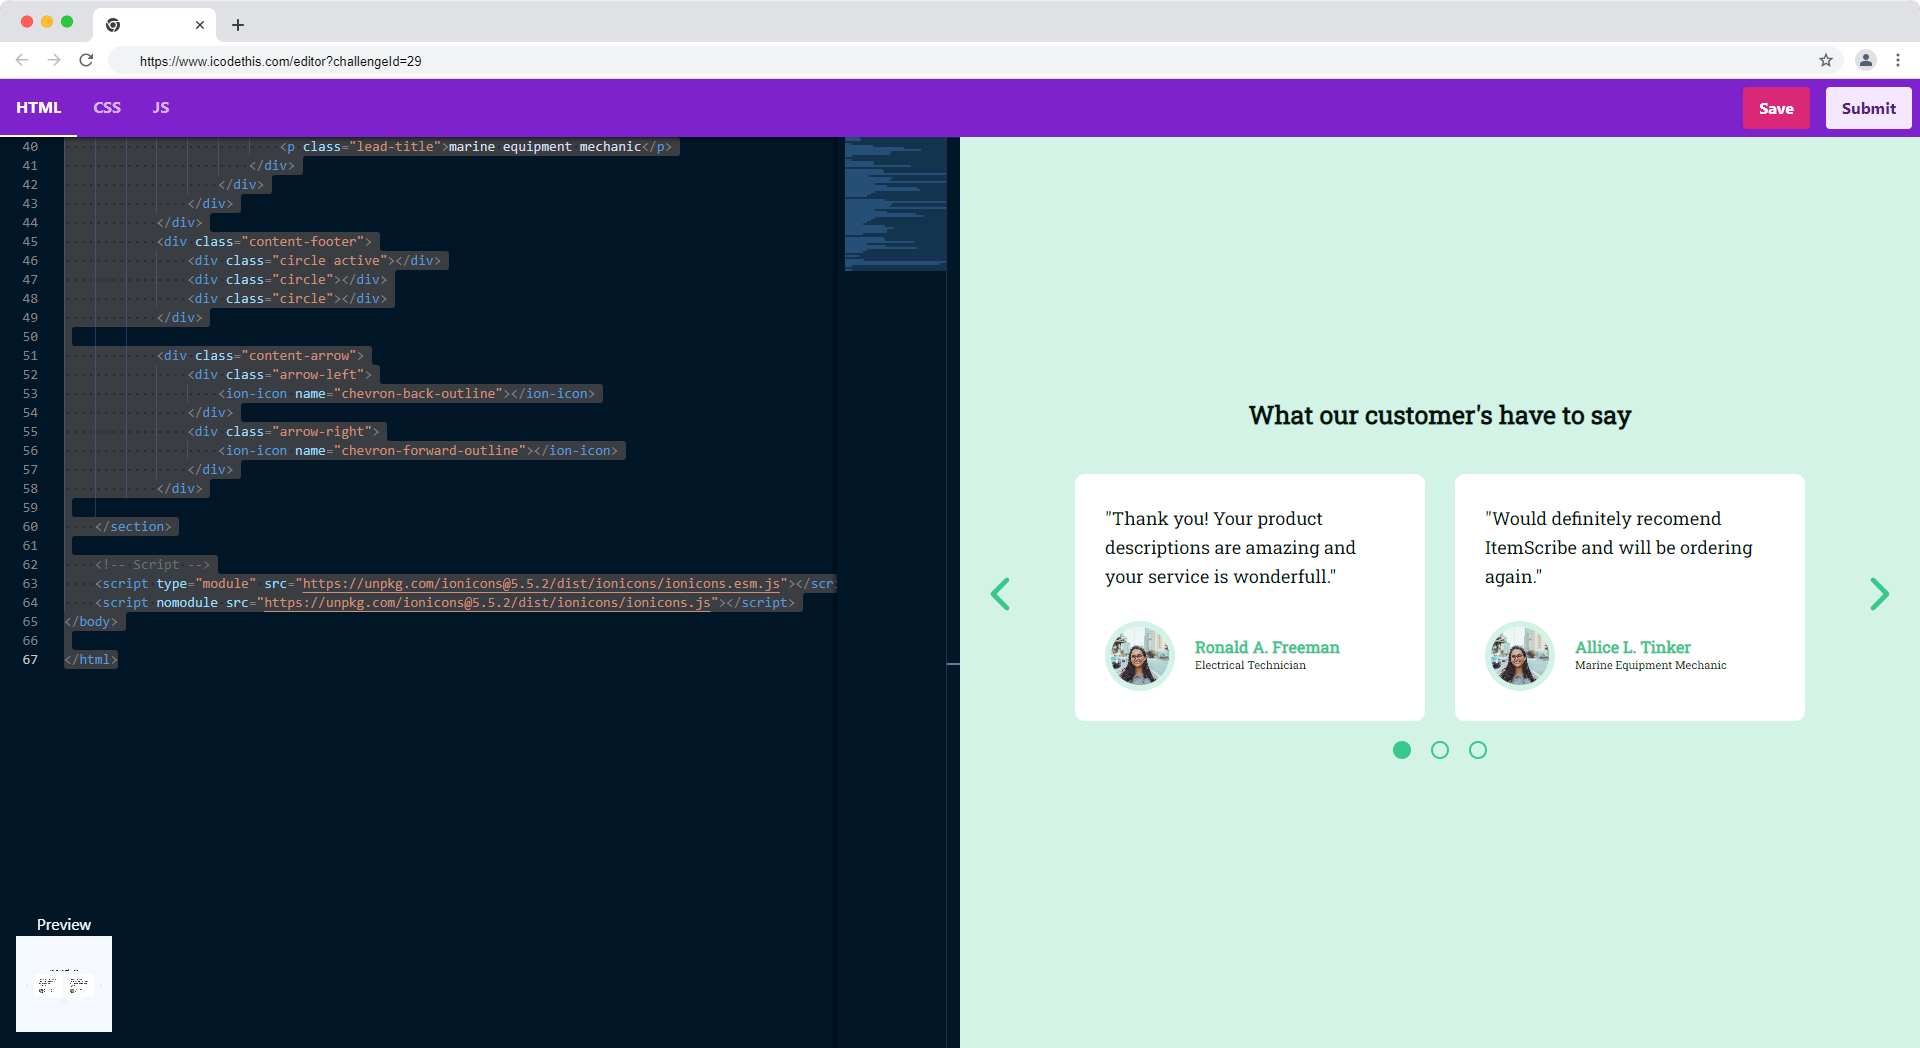 https://www.icodethis.com/editor?challengeId=29
HTML CSS JS
Save Submit
40 <p class="lead-title">marine equipment mechanic</p>
41 </div>
42 </div>
43 </div>
44 </div>
45 <div class="content-footer">
46 <div class="circle active"></div>
47 <div class="circle"></div>
48 <div class="circle"></div>
49 </div>
50
51 <div class="content-arrow">
52 <div class="arrow-left">
53 <ion-icon name="chevron-back-outline"></ion-icon>
54 </div>
55 <div class="arrow-right">
56 <ion-icon name="chevron-forward-outline"></ion-icon>
57 </div>
58 </div>
59
60 </section>
61
62 <!-- Script -->
63 <script type="module" src="https://unpkg.com/ionicons@5.5.2/dist/ionicons/ionicons.esm.js"></scri
64 <script nomodule src="https://unpkg.com/ionicons@5.5.2/dist/ionicons/ionicons.js"></script>
65 </body>
66
67 </html>
Preview
What our customer's have to say
"Thank you! Your product
descriptions are amazing and
your service is wonderfull."
Ronald A. Freeman
Electrical Technician
"Would definitely recomend
ItemScribe and will be ordering
again."
Allice L. Tinker
Marine Equipment Mechanic